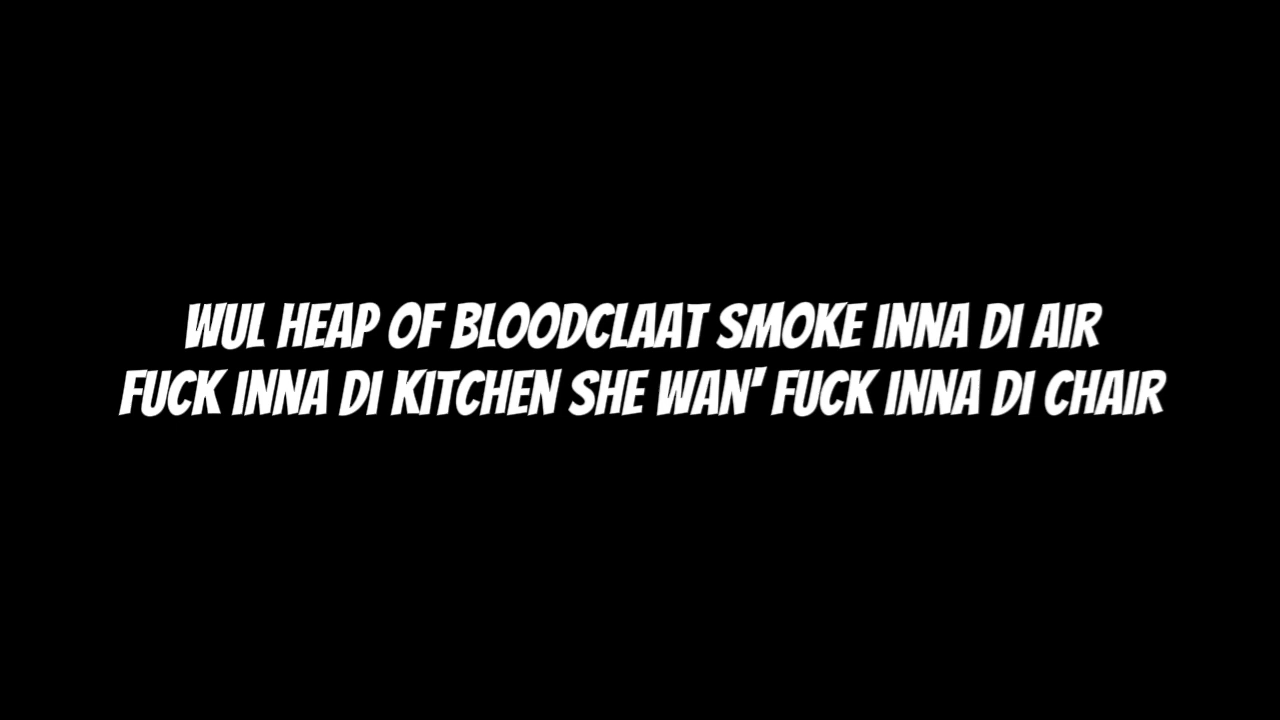 WUL HEAP OF BLOODCLAAT SMOKE INNA DI AIR
FUCK INNA DI KITCHEN SHE WAN' FUCK INNA DI CHAIR